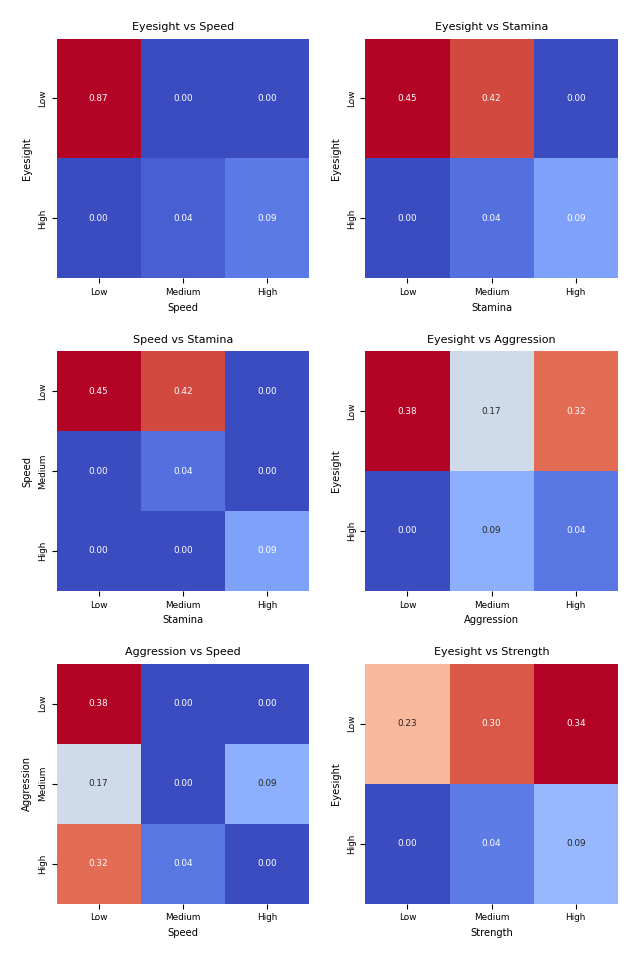 Eyesight vs Speed
Low
0.87 0.00 0.00
Eyesight
High
0.00 0.04 0.09
Low Medium High
Speed
Eyesight vs Stamina
Low
0.45 0.42 0.00
Eyesight
High
0.00 0.04 0.09
Low Medium High
Stamina
Speed vs Stamina
Low
0.45 0.42 0.00
Speed
Medium
0.00 0.04 0.00
High
0.00 0.00 0.09
Low Medium High
Stamina
Eyesight vs Aggression
Low
0.38 0.17 0.32
Eyesight
High
0.00 0.09 0.04
Low Medium High
Aggression
Aggression vs Speed
Low
0.38 0.00 0.00
Aggression
Medium
0.17 0.00 0.09
High
0.32 0.04 0.00
Low Medium High
Speed
Eyesight vs Strength
Low
0.23 0.30 0.34
Eyesight
High
0.00 0.04 0.09
Low Medium High
Strength